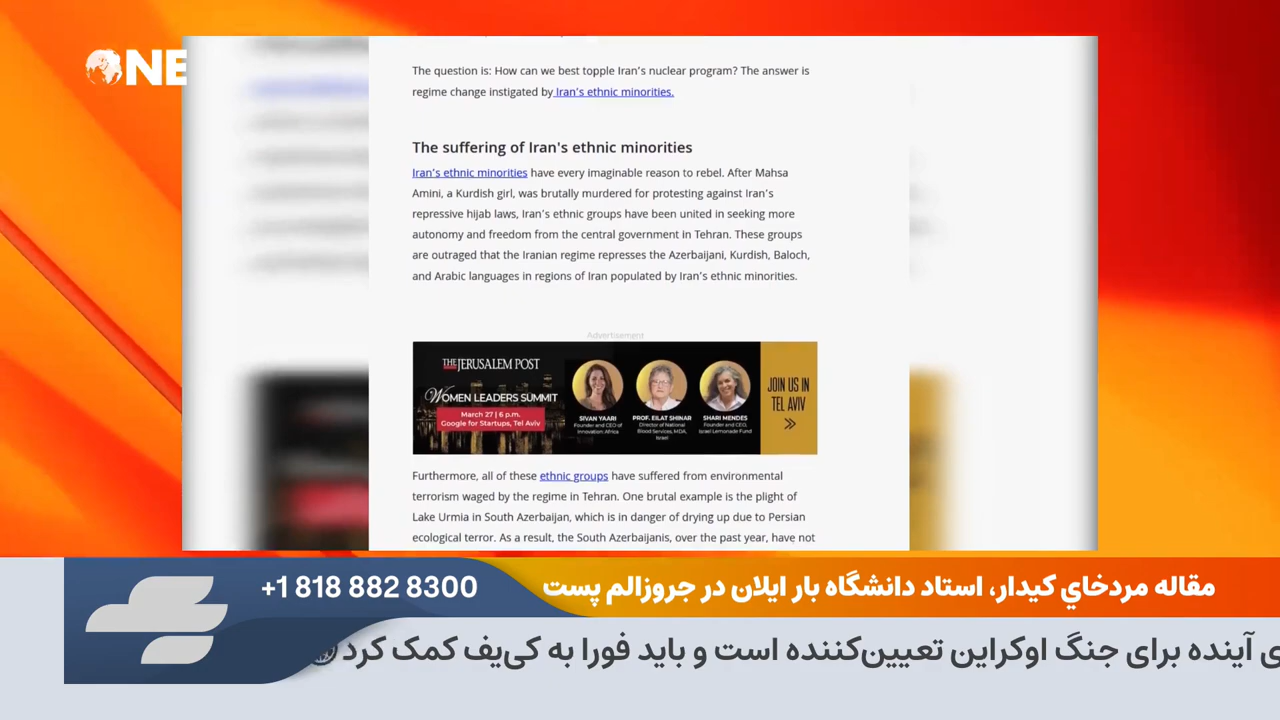 ONE
The question is: How can we best topple Iran's nuclear program? The answer is
regime change instigated by Iran's ethnic minorities.
The suffering of Iran's ethnic minorities
Iran's ethnic minorities have every imaginable reason to rebel. After Mahsa
Amini, a Kurdish girl, was brutally murdered for protesting against Iran's
repressive hijab laws, Iran's ethnic groups have been united in seeking more
autonomy and freedom from the central government in Tehran. These groups
are outraged that the Iranian regime represses the Azerbaijani, Kurdish, Baloch,
and Arabic languages in regions of Iran populated by Iran's ethnic minorities.
Advertisement
THE JERUSALEM POST
WOMEN LEADERS SUMMIT
March 27 | 6 p.m.
Google for Startups, Tel Aviv
SIVAN YAARI
Founder and CEO of
Innovation: Africa
PROF. EILAT SHINAR
Director of National
Blood Services, MDA,
Israel
SHARI MENDES
Founder and CEO,
Israel Lemonade Fund
JOIN US IN
TEL AVIV
Furthermore, all of these ethnic groups have suffered from environmental
terrorism waged by the regime in Tehran. One brutal example is the plight of
Lake Urmia in South Azerbaijan, which is in danger of drying up due to Persian
ecological terror. As a result, the South Azerbaijanis, over the past year, have not
مقاله مردخاي کیدار، استاد دانشگاه بار ایلان در جروزالم پست
+1 818 882 8300
ی آینده برای جنگ اوکراین تعیین‌کننده است و باید فورا به کی‌یف کمک کرد